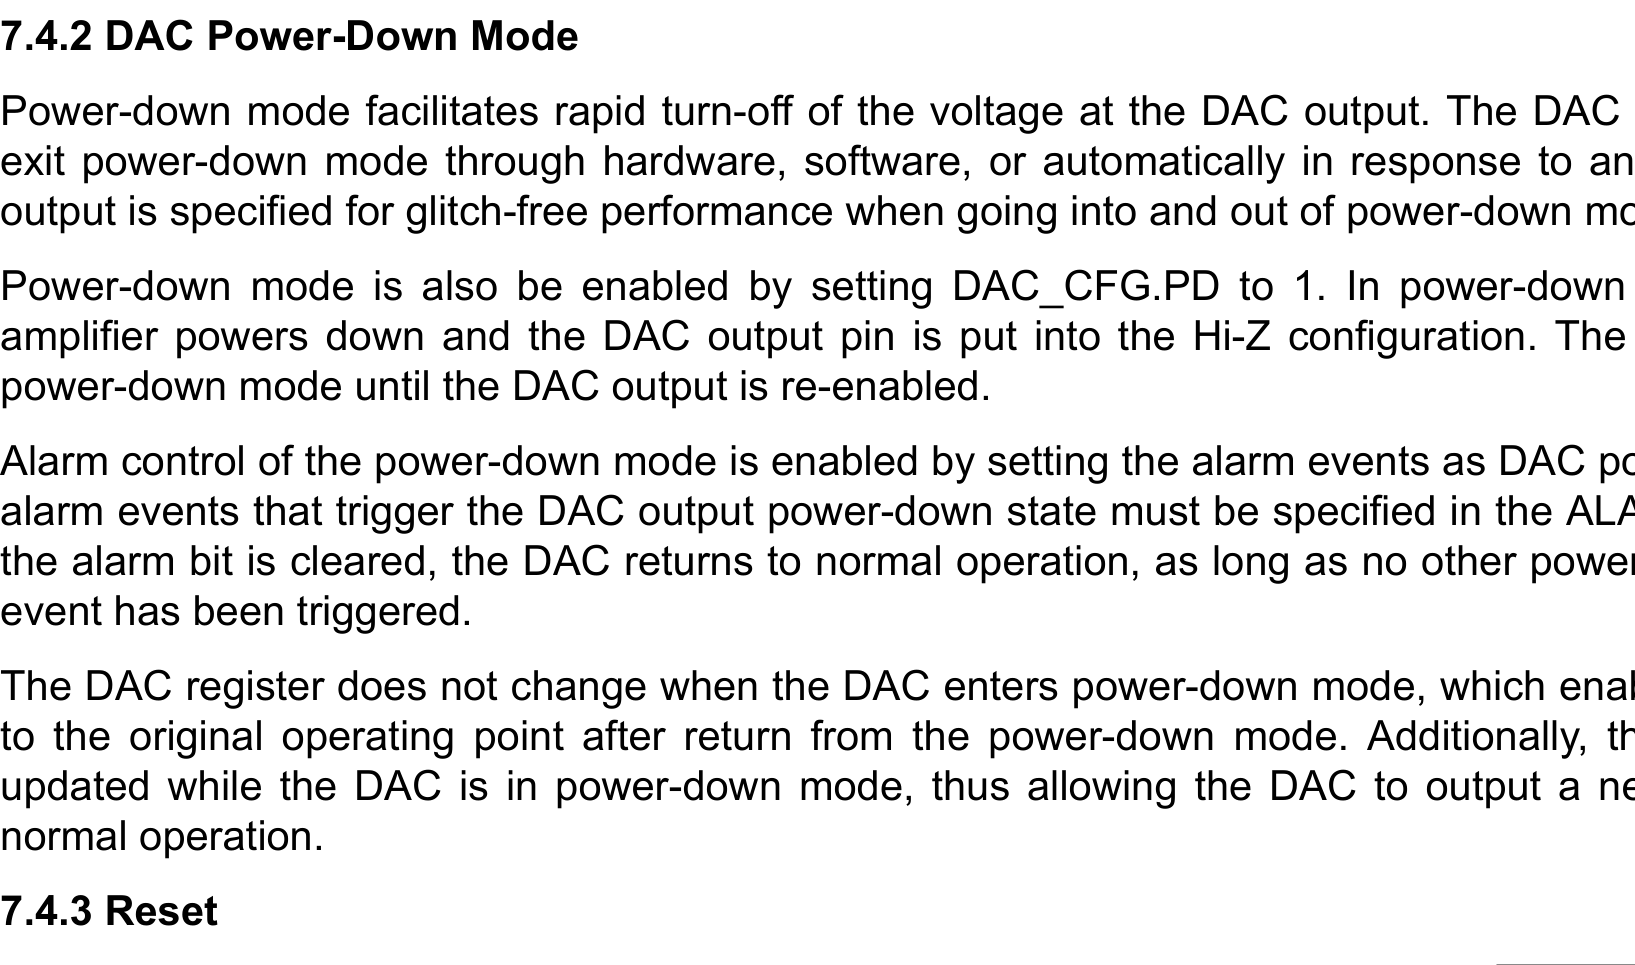 7.4.2 DAC Power-Down Mode
Power-down mode facilitates rapid turn-off of the voltage at the DAC output. The DAC
exit power-down mode through hardware, software, or automatically in response to an
output is specified for glitch-free performance when going into and out of power-down
Power-down mode is also be enabled by setting DAC_CFG.PD to 1. In power-down
amplifier powers down and the DAC output pin is put into the Hi-Z configuration. The
power-down mode until the DAC output is re-enabled.
Alarm control of the power-down mode is enabled by setting the alarm events as DAC
alarm events that trigger the DAC output power-down state must be specified in the
the alarm bit is cleared, the DAC returns to normal operation, as long as no other
event has been triggered.
The DAC register does not change when the DAC enters power-down mode, which
to the original operating point after return from the power-down mode. Additionally,
updated while the DAC is in power-down mode, thus allowing the DAC to output a
normal operation.
7.4.3 Reset